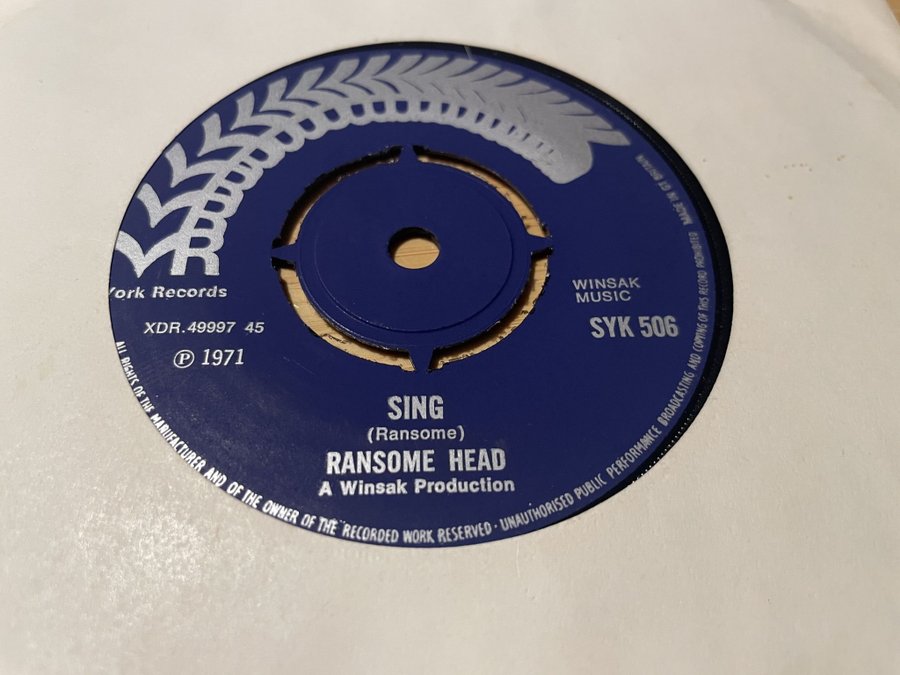 YR
York Records
XDR.49997 45
Ⓟ 1971
WINSAK
MUSIC
SYK 506
SING
(Ransome)
RANSOME HEAD
A Winsak Production
ALL RIGHTS OF THE MANUFACTURER AND OF THE OWNER OF THE RECORDED WORK RESERVED · UNAUTHORISED PUBLIC PERFORMANCE BROADCASTING AND COPYING OF THIS RECORD PROHIBITED MADE IN GT BRITAIN